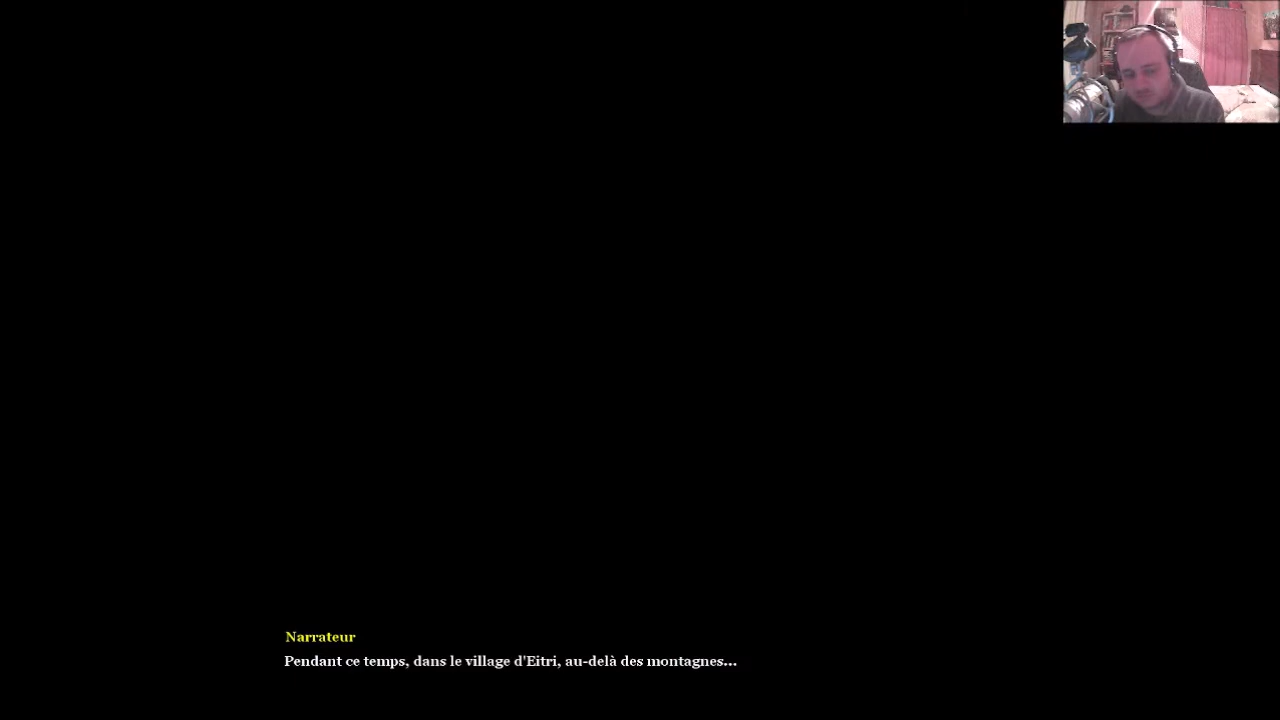 Narrateur
Pendant ce temps, dans le village d'Eitri, au-delà des montagnes...